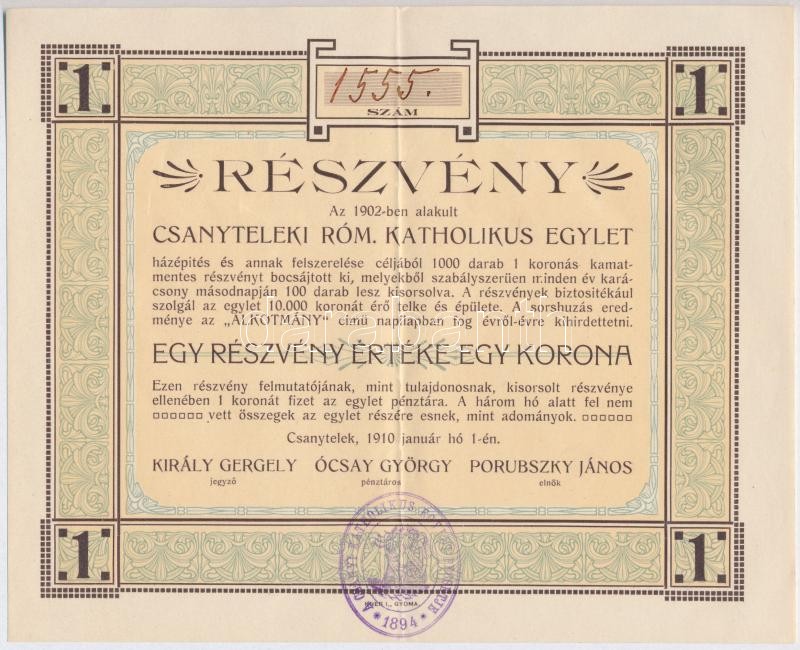 1 1555. 1
SZÁM
RÉSZVÉNY
Az 1902-ben alakult
CSANYTELEKI RÓM. KATHOLIKUS EGYLET
házépités és annak felszerelése céljából 1000 darab 1 koronás kamat-
mentes részvényt bocsájtott ki, melyekből szabályszerüen minden év kará-
csony másodnapján 100 darab lesz kisorsolva. A részvények biztositékául
szolgál az egylet 10.000 koronát érő telke és épülete. A sorshuzás ered-
ménye az „ALKOTMÁNY" cimü napilapban fog évről-évre kihirdettetni.
EGY RÉSZVÉNY ÉRTÉKE EGY KORONA
Ezen részvény felmutatójának, mint tulajdonosnak, kisorsolt részvénye
ellenében 1 koronát fizet az egylet pénztára. A három hó alatt fel nem
vett összegek az egylet részére esnek, mint adományok.
Csanytelek, 1910 január hó 1-én.
KIRÁLY GERGELY ÓCSAY GYÖRGY PORUBSZKY JÁNOS
jegyző pénztáros elnök
KATHOLIKUS
GYOMA.
* 1894 *
1 1